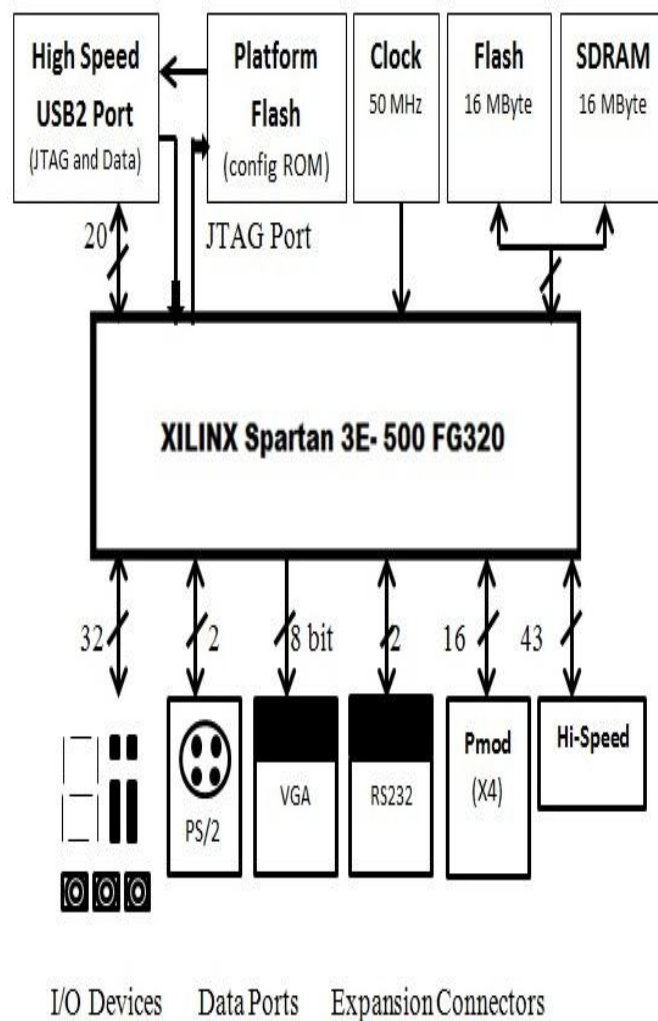 High Speed
USB2 Port
(JTAG and Data)
Platform
Flash
(config ROM)
Clock
50 MHz
Flash
16 MByte
SDRAM
16 MByte
20
JTAG Port
XILINX Spartan 3E- 500 FG320
32
2
8 bit
2
16
43
PS/2
VGA
RS232
Pmod
(X4)
Hi-Speed
I/O Devices
Data Ports
Expansion Connectors